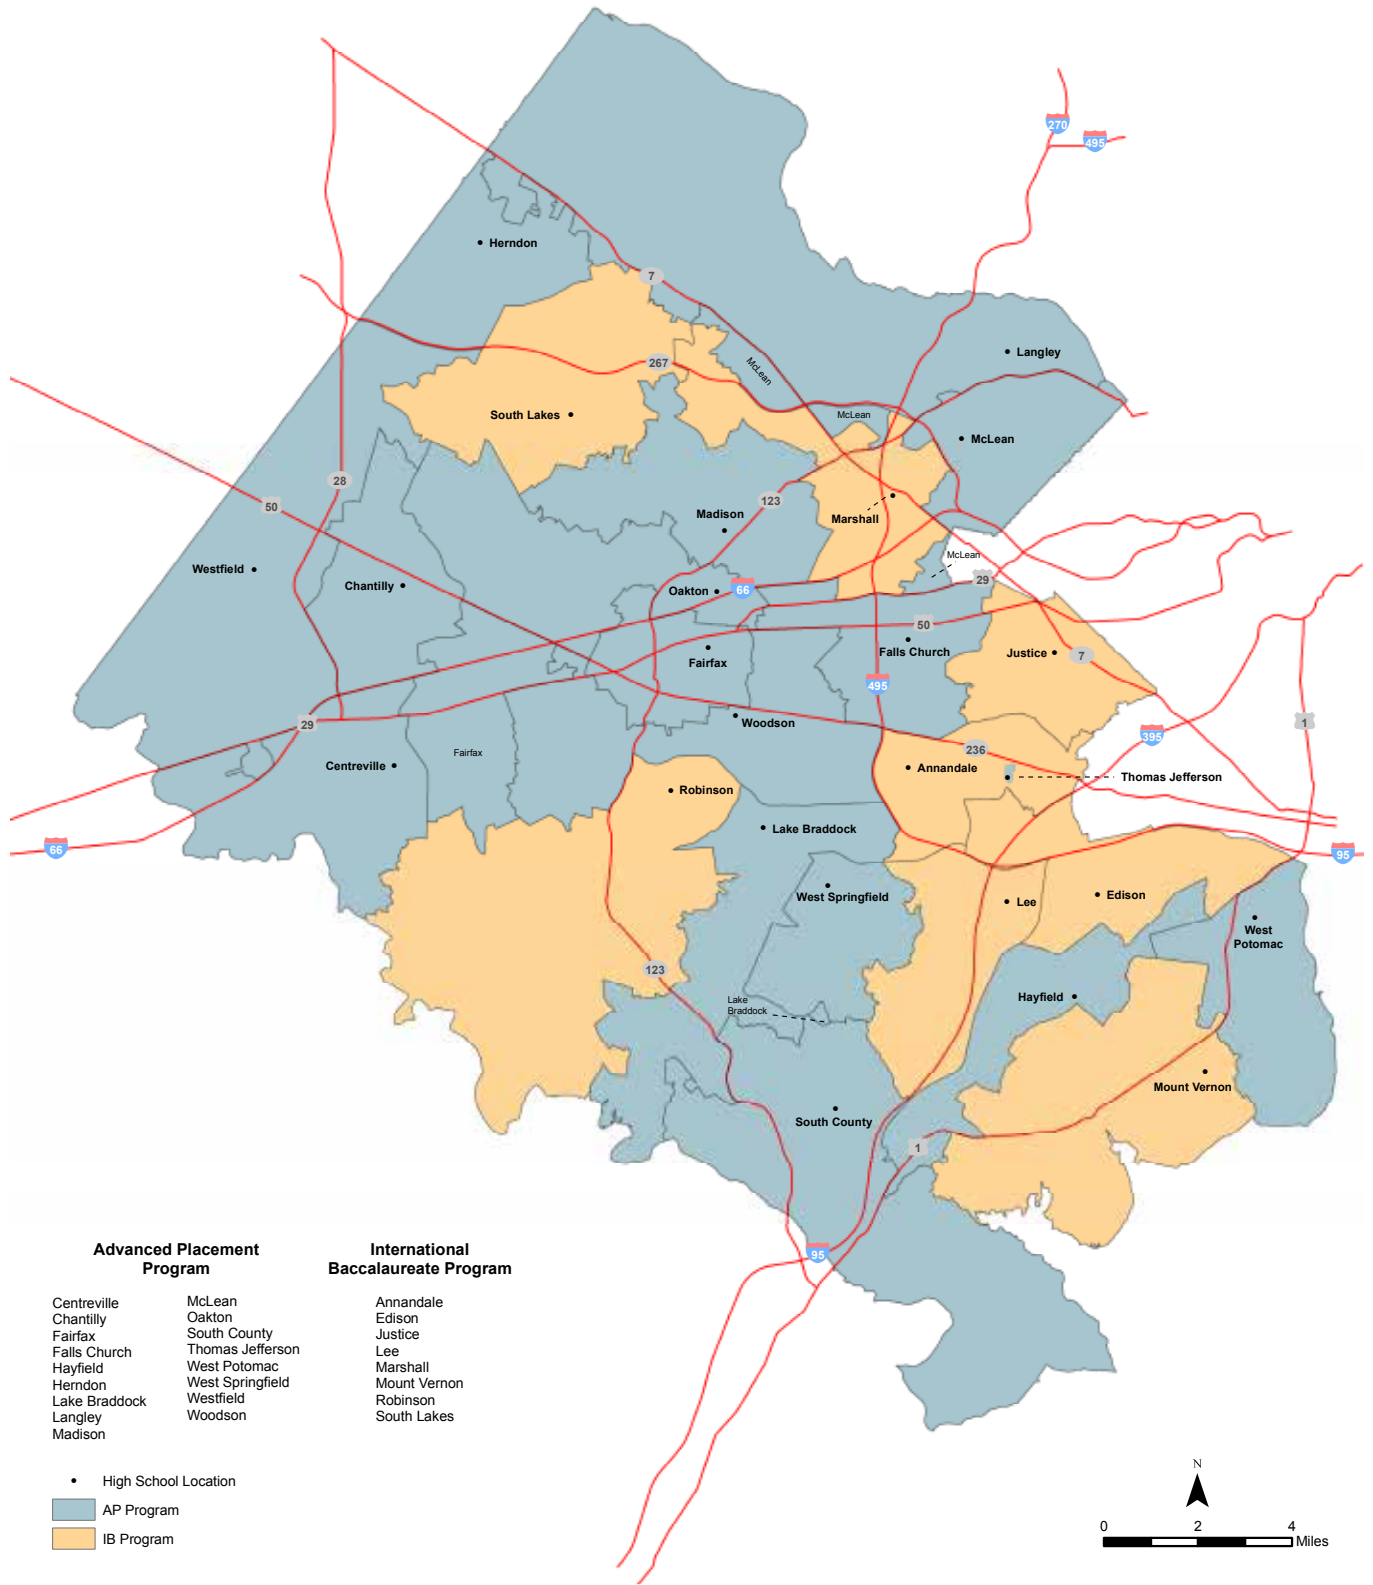 270
495
Herndon
7
Langley
267
McLean
South Lakes
McLean
McLean
28
50
123
Marshall
Madison
McLean
Westfield
Chantilly
29
Oakton
66
50
Falls Church
Justice
7
Fairfax
495
29
Woodson
1
395
236
Fairfax
Centreville
Annandale
Thomas Jefferson
Robinson
Lake Braddock
66
95
West Springfield
Lee
Edison
West
Potomac
123
Hayfield
Lake
Braddock
Mount Vernon
South County
1
95
Advanced Placement
Program
Centreville
Chantilly
Fairfax
Falls Church
Hayfield
Herndon
Lake Braddock
Langley
Madison
McLean
Oakton
South County
Thomas Jefferson
West Potomac
West Springfield
Westfield
Woodson
International
Baccalaureate Program
Annandale
Edison
Justice
Lee
Marshall
Mount Vernon
Robinson
South Lakes
High School Location
AP Program
IB Program
N
0 2 4
Miles